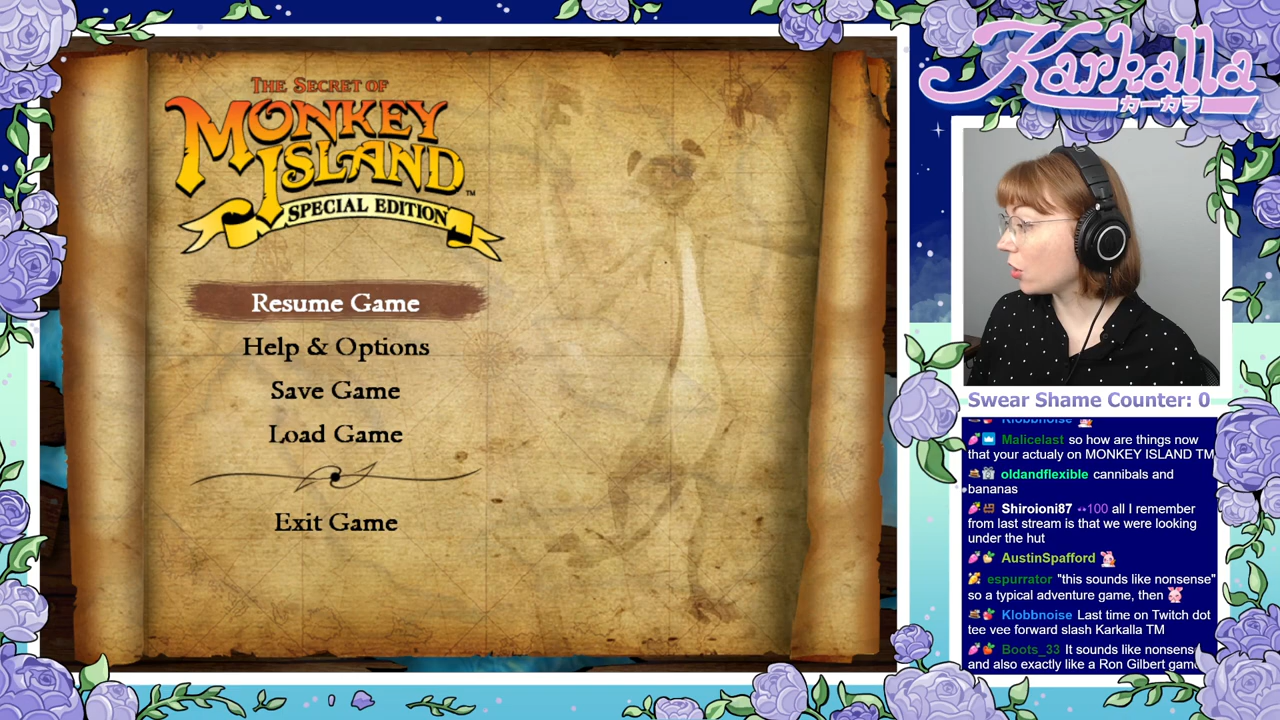 THE SECRET OF
MONKEY
ISLAND™
SPECIAL EDITION
Resume Game
Help & Options
Save Game
Load Game
Exit Game
Karkalla
カーカラ
Swear Shame Counter: 0
Klobbnoise
Malicelast so how are things now
that your actualy on MONKEY ISLAND TM
oldandflexible cannibals and
bananas
Shiroioni87 100 all I remember
from last stream is that we were looking
under the hut
AustinSpafford
espurrator "this sounds like nonsense"
so a typical adventure game, then
Klobbnoise Last time on Twitch dot
tee vee forward slash Karkalla TM
Boots_33 It sounds like nonsens
and also exactly like a Ron Gilbert game